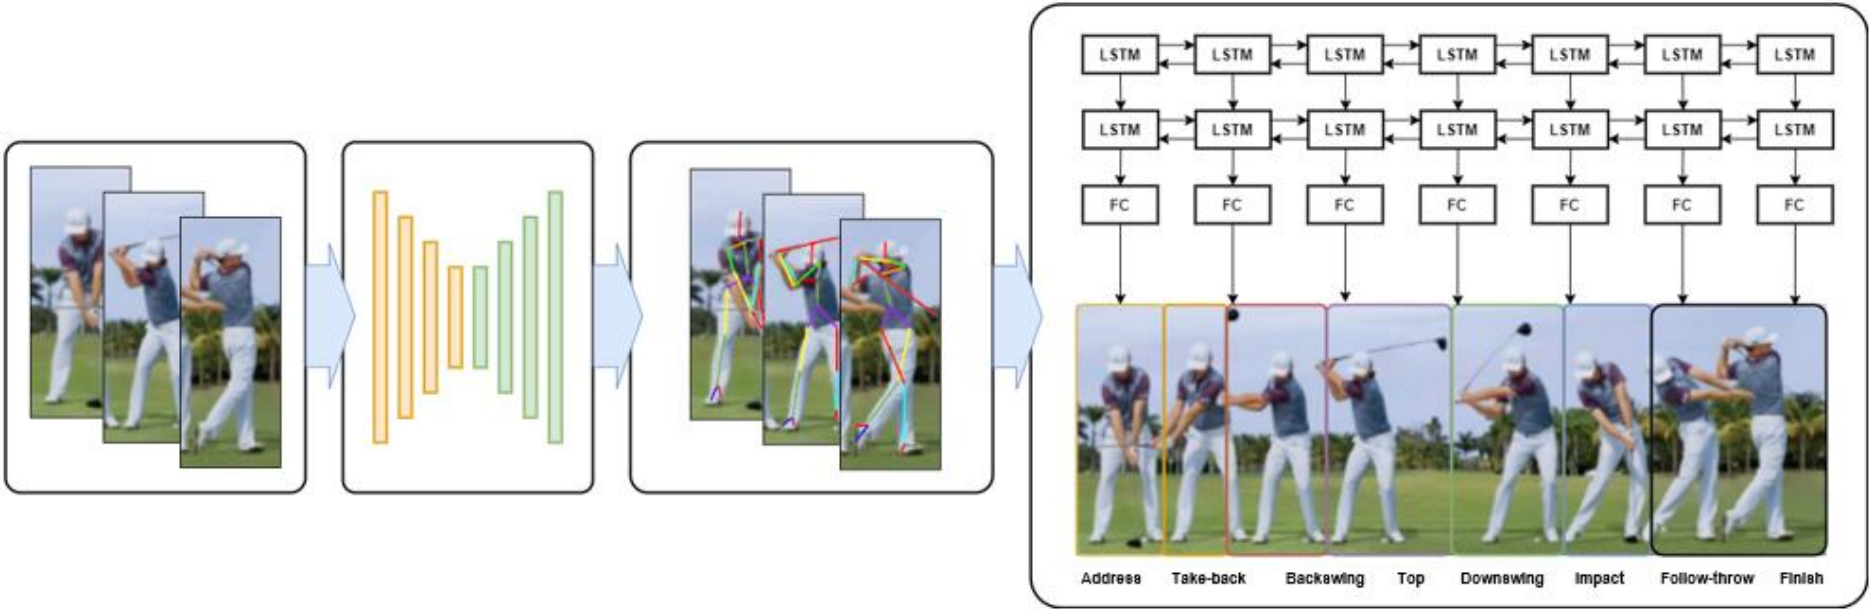 LSTM LSTM LSTM LSTM LSTM LSTM LSTM
LSTM LSTM LSTM LSTM LSTM LSTM LSTM
FC FC FC FC FC FC FC
Address Take-back Backswing Top Downswing Impact Follow-throw Finish